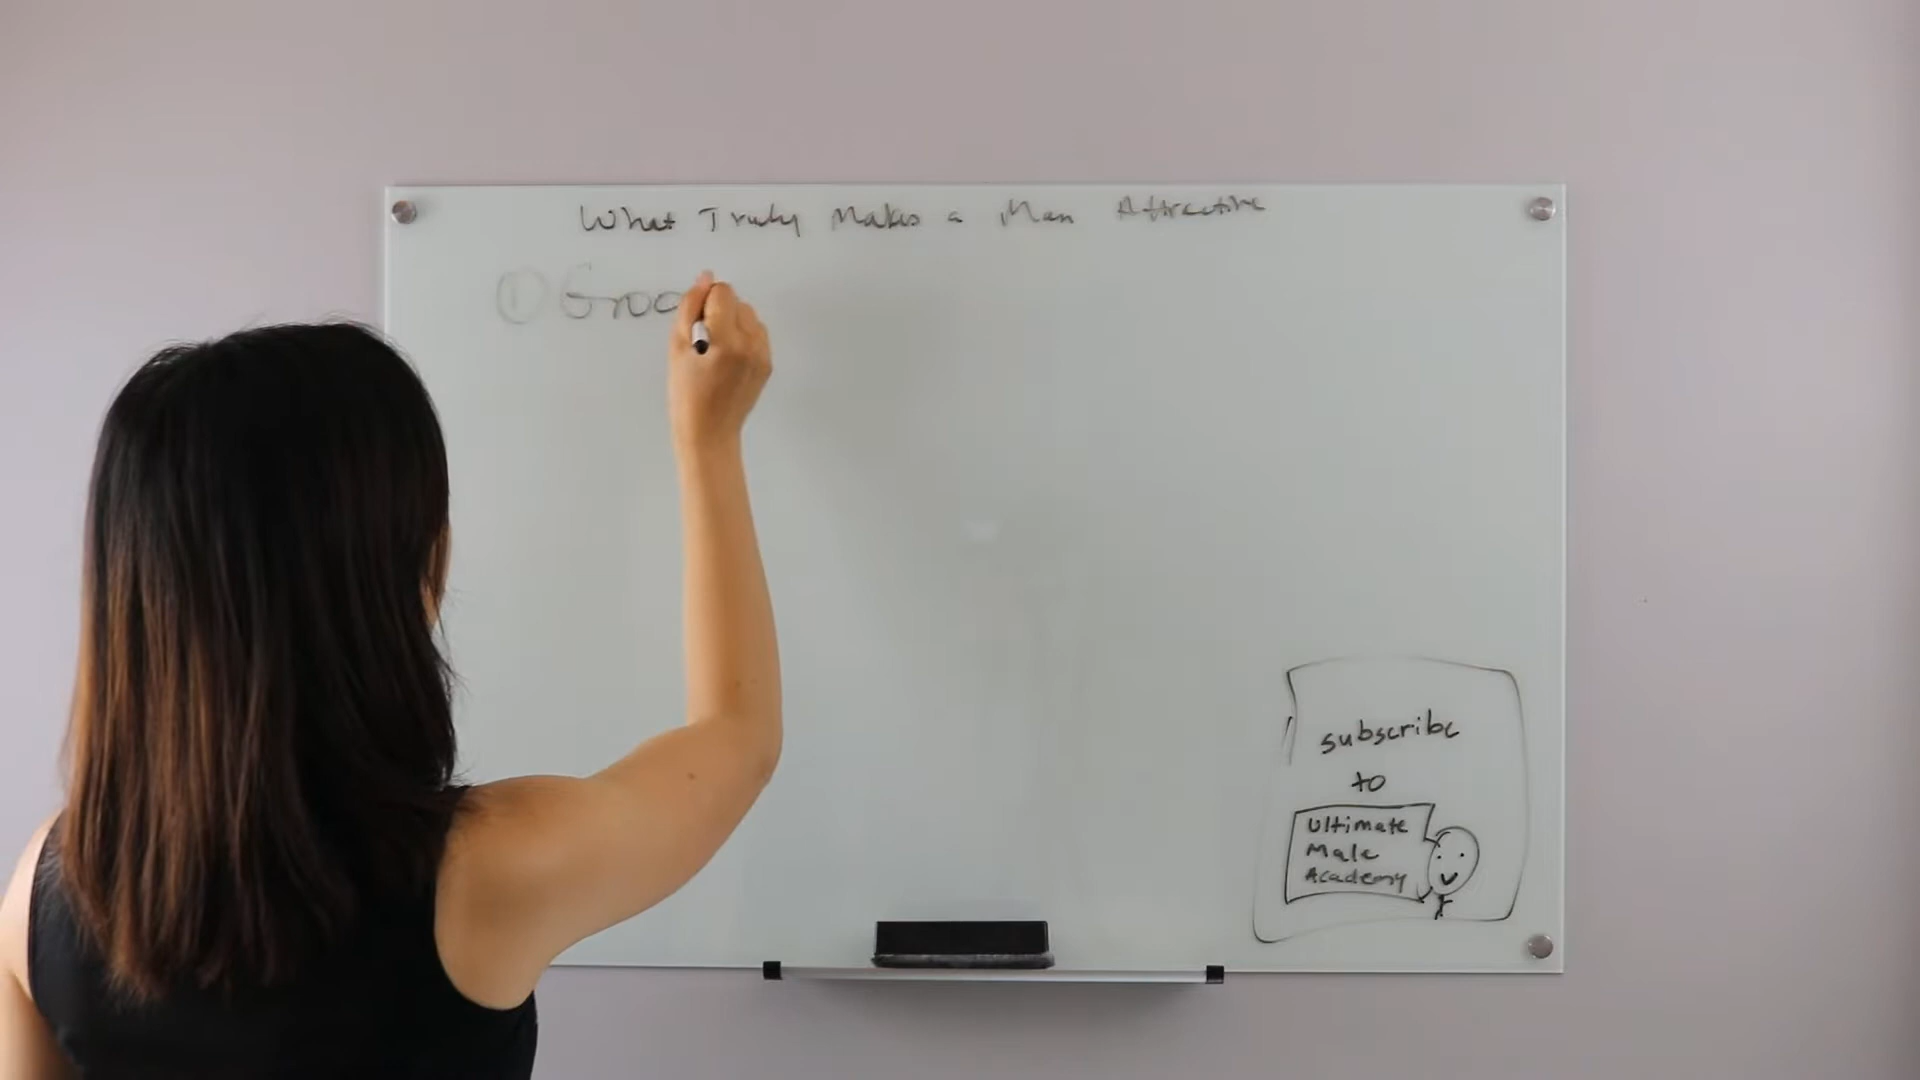 What Truly Makes a Man Attractive
① Groo
subscribe
to
Ultimate
Male
Academy